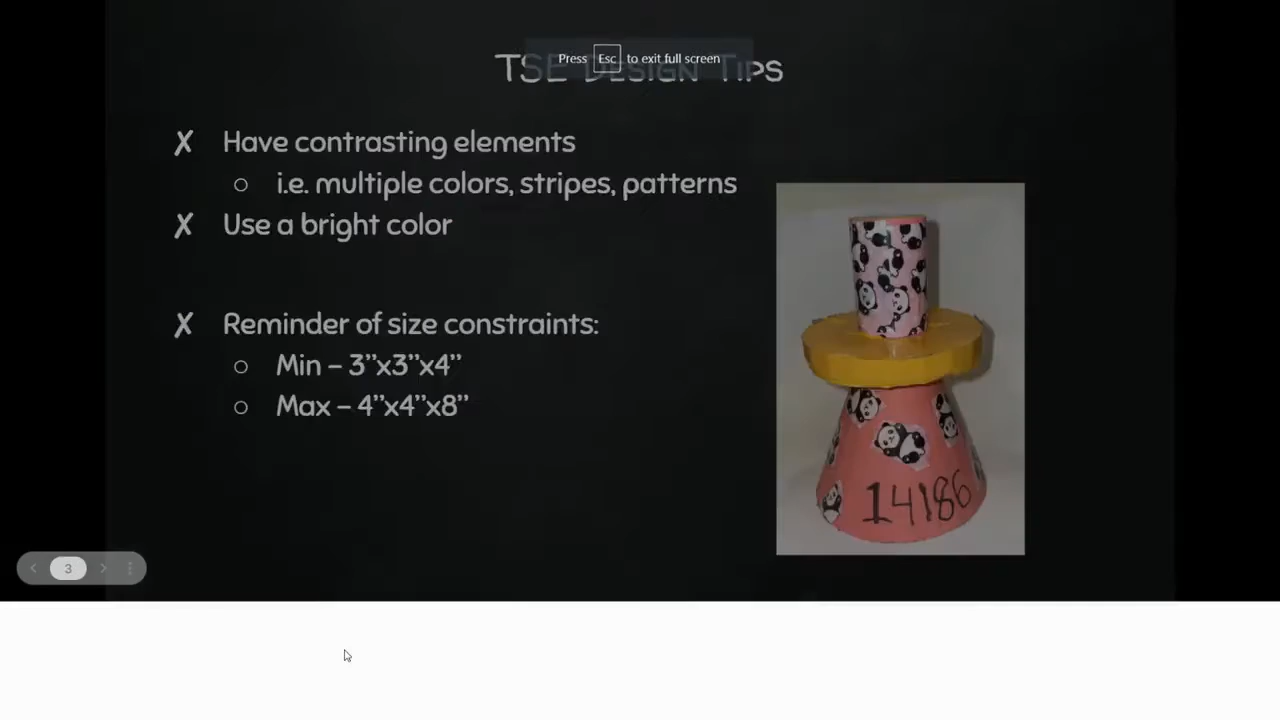 Press Esc to exit full screen
TSE DESIGN TIPS
✗ Have contrasting elements
○ i.e. multiple colors, stripes, patterns
✗ Use a bright color
✗ Reminder of size constraints:
○ Min – 3”x3”x4”
○ Max – 4”x4”x8”
14186
3